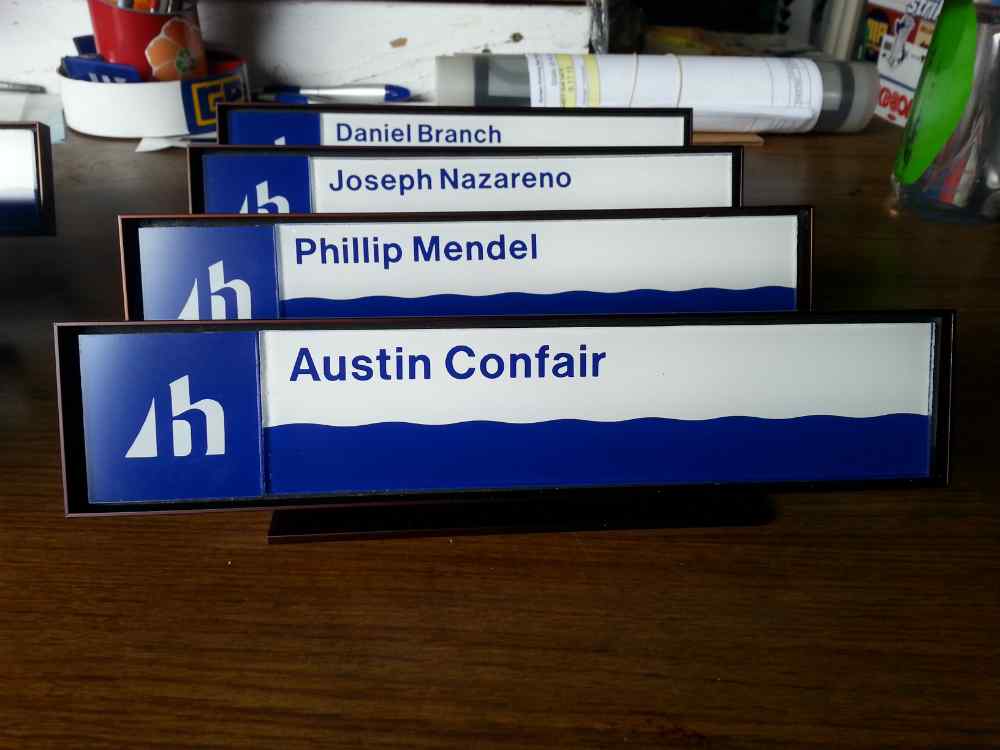 Daniel Branch
Joseph Nazareno
Phillip Mendel
Austin Confair